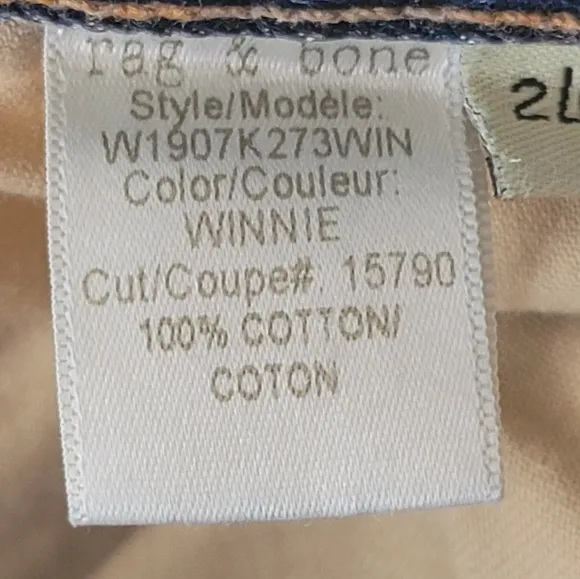 rag & bone
Style/Modèle:
W1907K273WIN
Color/Couleur:
WINNIE
Cut/Coupe#. 15790
100% COTTON/
COTON